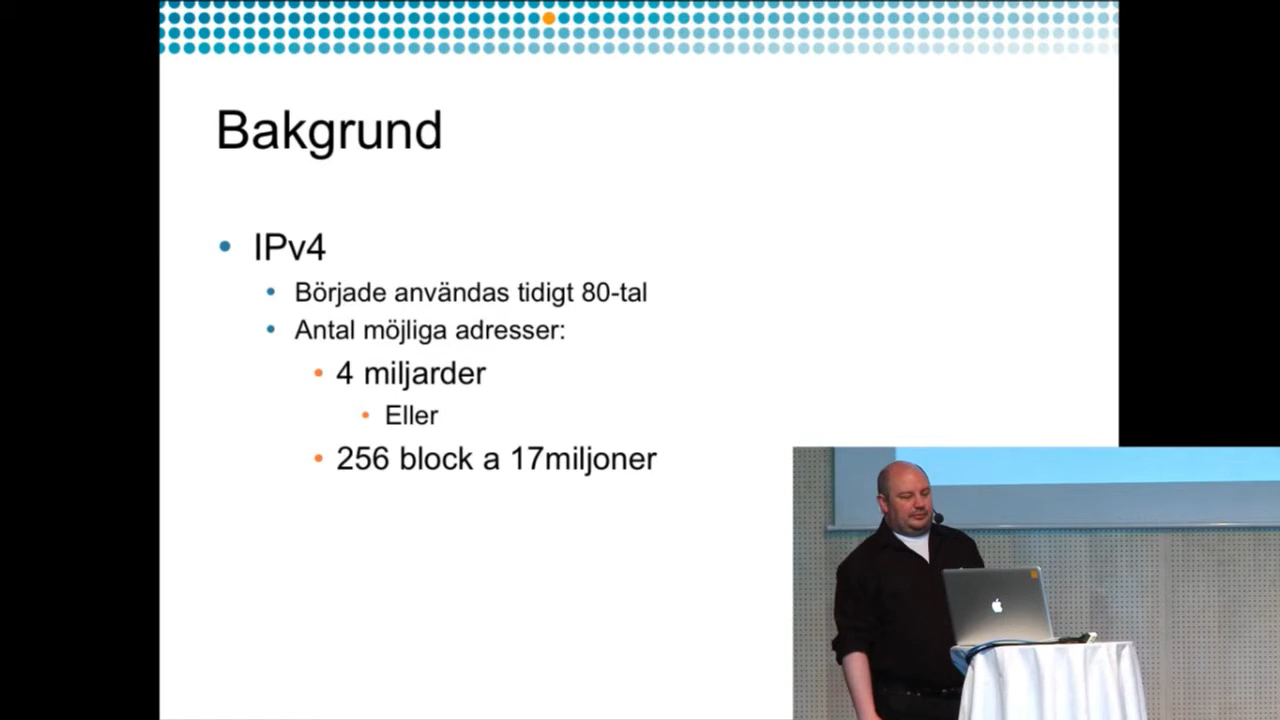 Bakgrund
IPv4
Började användas tidigt 80-tal
Antal möjliga adresser:
4 miljarder
Eller
256 block a 17miljoner